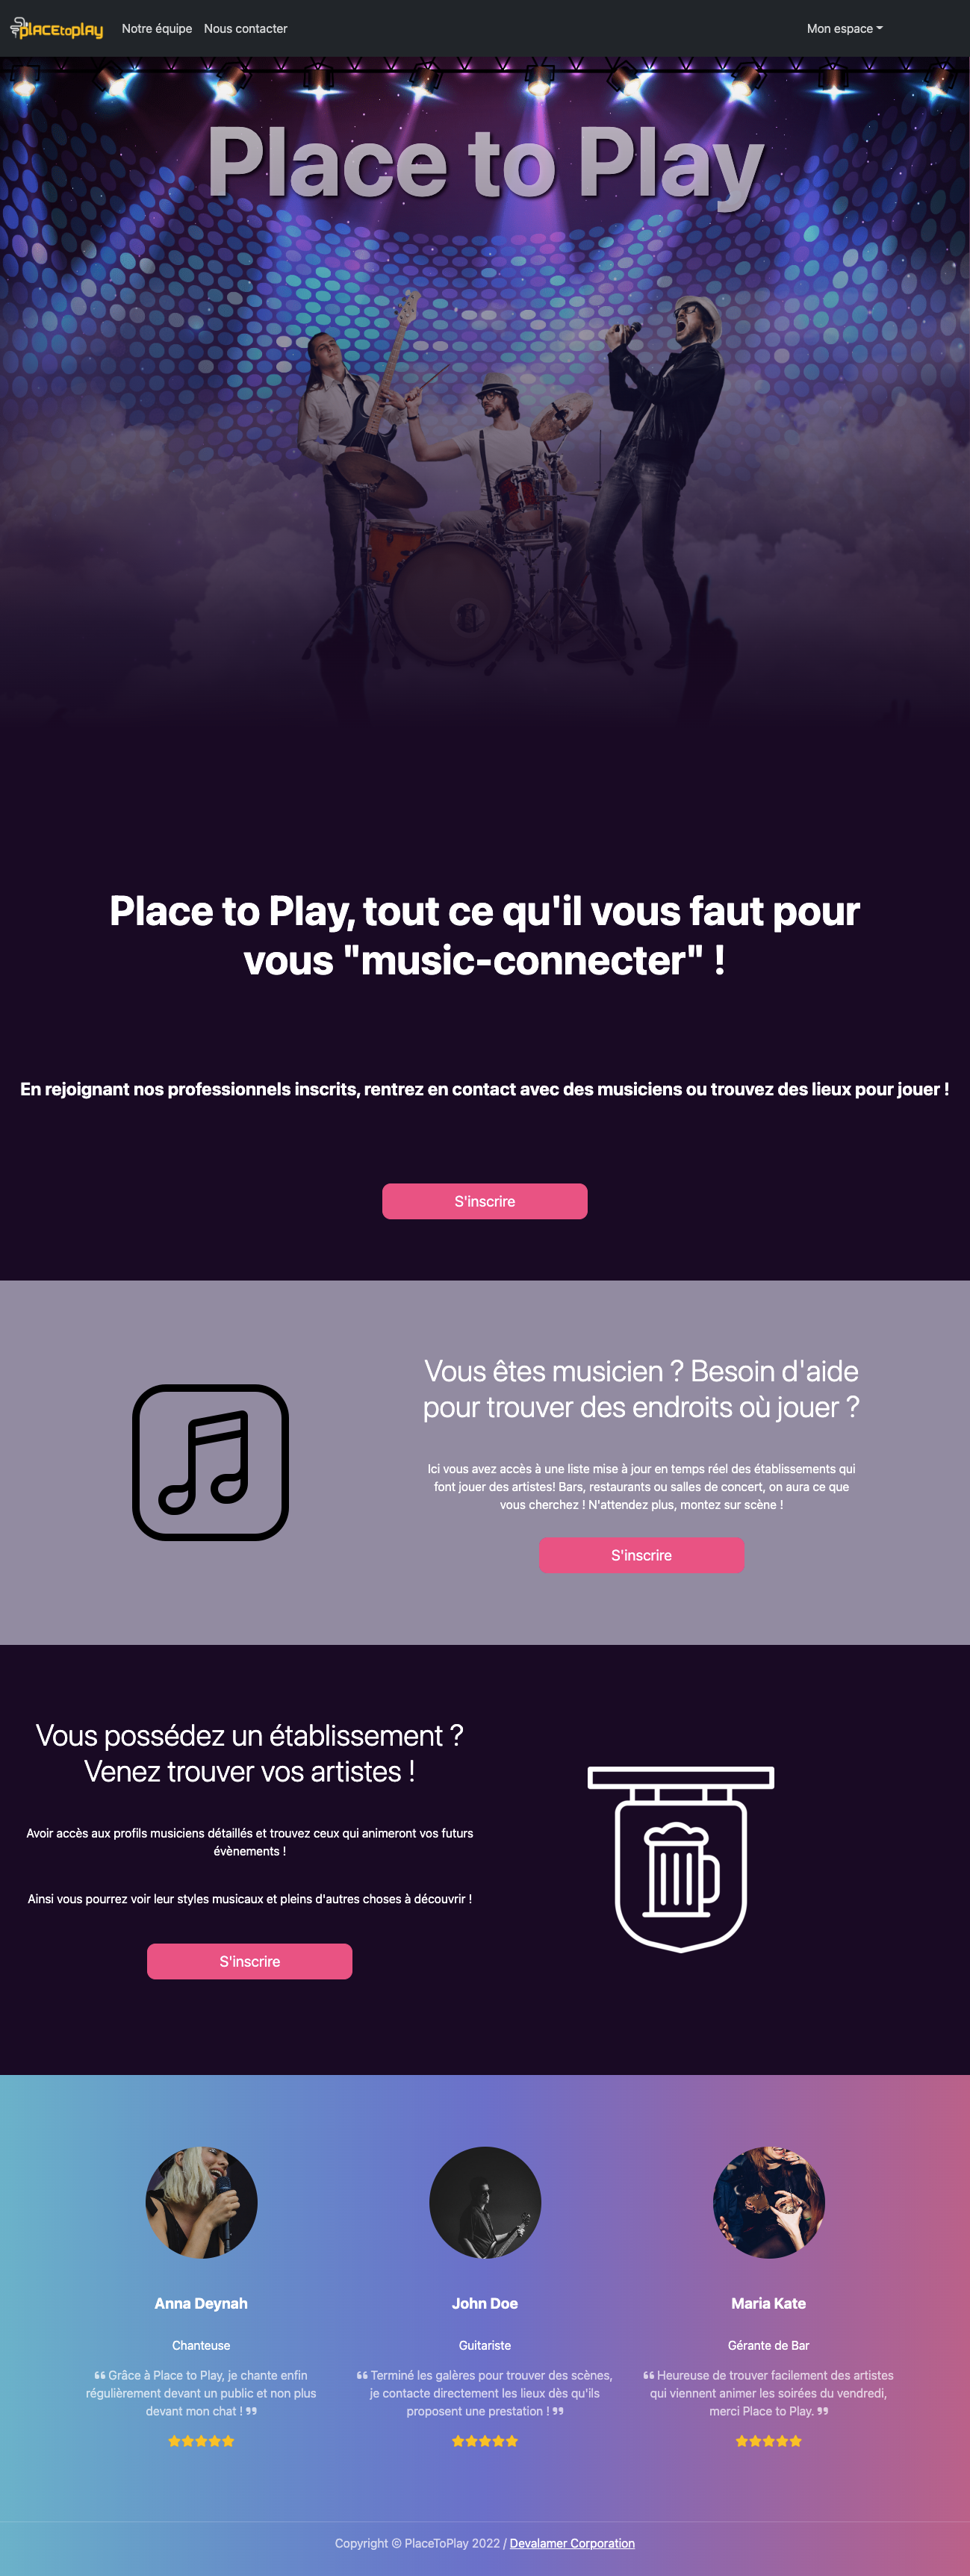 PLACEtoPLAY
Notre équipe
Nous contacter
Mon espace
Place to Play
Place to Play, tout ce qu'il vous faut pour
vous "music-connecter" !
En rejoignant nos professionnels inscrits, rentrez en contact avec des musiciens ou trouvez des lieux pour jouer !
S'inscrire
Vous êtes musicien ? Besoin d'aide
pour trouver des endroits où jouer ?
Ici vous avez accès à une liste mise à jour en temps réel des établissements qui
font jouer des artistes! Bars, restaurants ou salles de concert, on aura ce que
vous cherchez ! N'attendez plus, montez sur scène !
S'inscrire
Vous possédez un établissement ?
Venez trouver vos artistes !
Avoir accès aux profils musiciens détaillés et trouvez ceux qui animeront vos futurs
évènements !
Ainsi vous pourrez voir leur styles musicaux et pleins d'autres choses à découvrir !
S'inscrire
Anna Deynah
Chanteuse
❝ Grâce à Place to Play, je chante enfin
régulièrement devant un public et non plus
devant mon chat ! ❞
John Doe
Guitariste
❝ Terminé les galères pour trouver des scènes,
je contacte directement les lieux dès qu'ils
proposent une prestation ! ❞
Maria Kate
Gérante de Bar
❝ Heureuse de trouver facilement des artistes
qui viennent animer les soirées du vendredi,
merci Place to Play. ❞
Copyright © PlaceToPlay 2022 / Devalamer Corporation